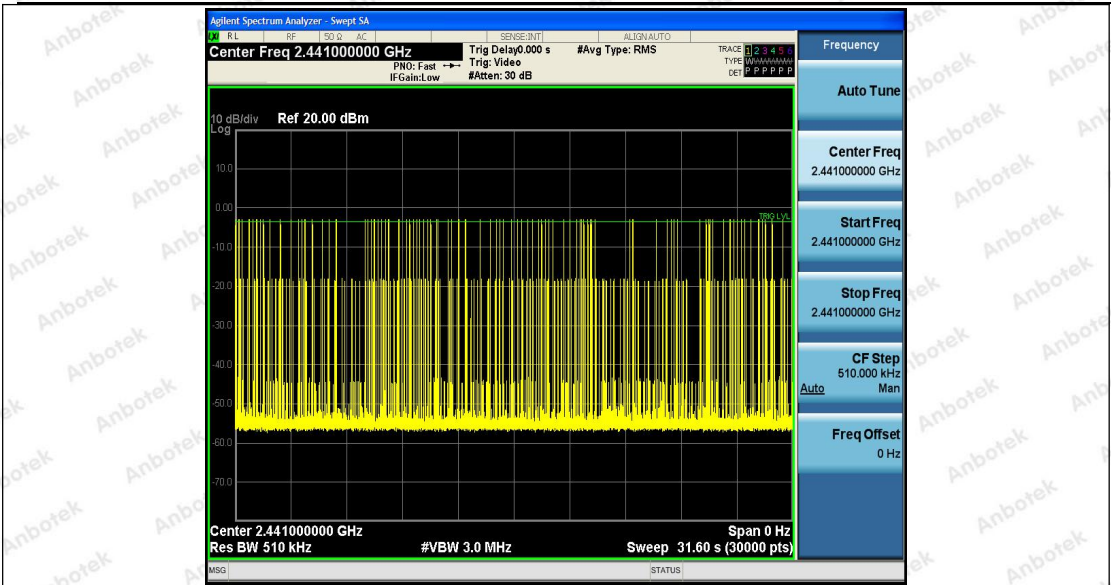 Agilent Spectrum Analyzer - Swept SA
RL RF 50 Ω AC SENSE:INT ALIGN AUTO
Center Freq 2.441000000 GHz
PNO: Fast
IFGain:Low
Trig Delay0.000 s
Trig: Video
#Atten: 30 dB
#Avg Type: RMS
TRACE 1 2 3 4 5 6
TYPE
DET P P P P P P
Frequency
10 dB/div
Log
Ref 20.00 dBm
10.0
0.00
-10.0
-20.0
-30.0
-40.0
-50.0
-60.0
-70.0
TRIG LVL
Center 2.441000000 GHz
Span 0 Hz
Res BW 510 kHz
#VBW 3.0 MHz
Sweep 31.60 s (30000 pts)
MSG
STATUS
Auto Tune
Center Freq
2.441000000 GHz
Start Freq
2.441000000 GHz
Stop Freq
2.441000000 GHz
CF Step
510.000 kHz
Auto Man
Freq Offset
0 Hz
Anbotek